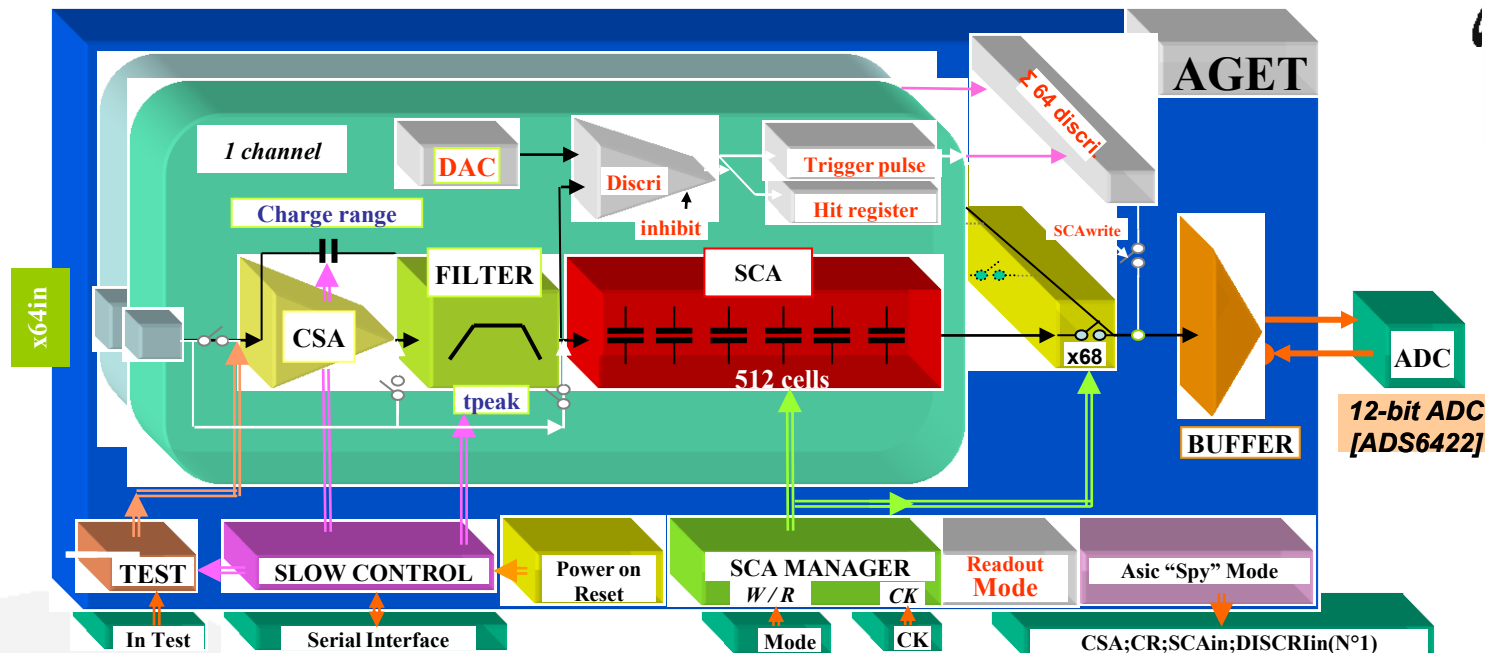 AGET
Σ 64 discri
1 channel
DAC
Discri
inhibit
Trigger pulse
Hit register
Charge range
SCAwrite
FILTER
SCA
x64in
CSA
512 cells
x68
tpeak
ADC
12-bit ADC
[ADS6422]
BUFFER
TEST
SLOW CONTROL
Power on
Reset
SCA MANAGER
W / R
CK
Readout
Mode
Asic “Spy” Mode
In Test
Serial Interface
Mode
CK
CSA;CR;SCAin;DISCRIin(N°1)